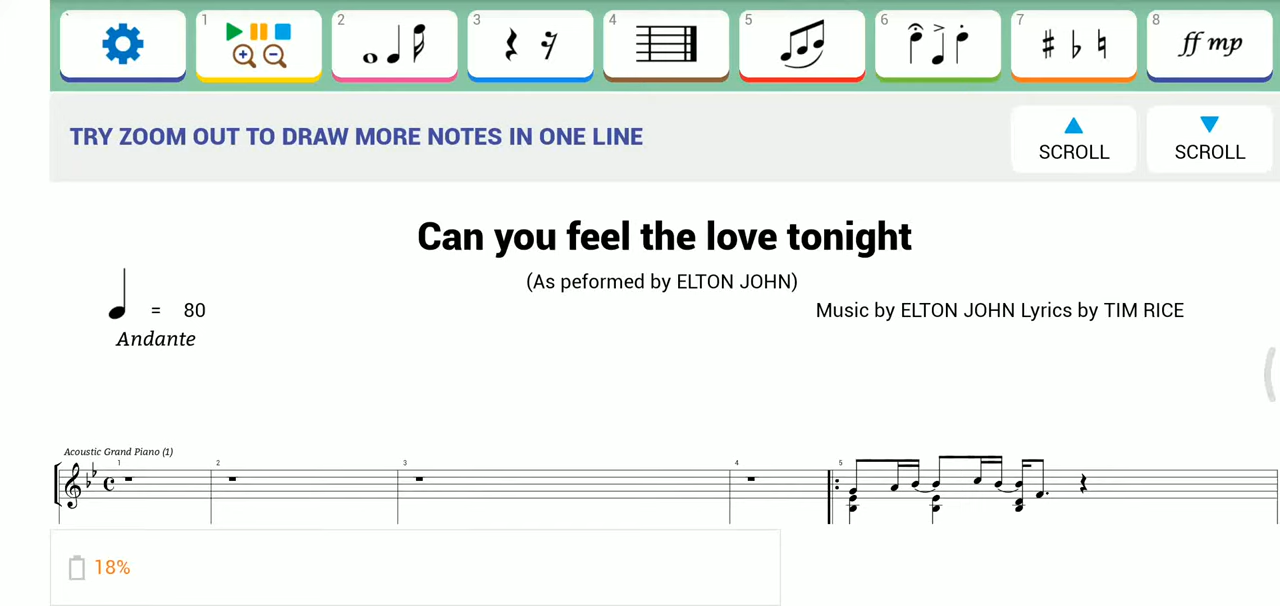 1 2 3 4 5 6 7 8
ff mp
TRY ZOOM OUT TO DRAW MORE NOTES IN ONE LINE
SCROLL SCROLL
Can you feel the love tonight
(As peformed by ELTON JOHN)
= 80
Music by ELTON JOHN Lyrics by TIM RICE
Andante
Acoustic Grand Piano (1)
1 2 3 4 5
18%